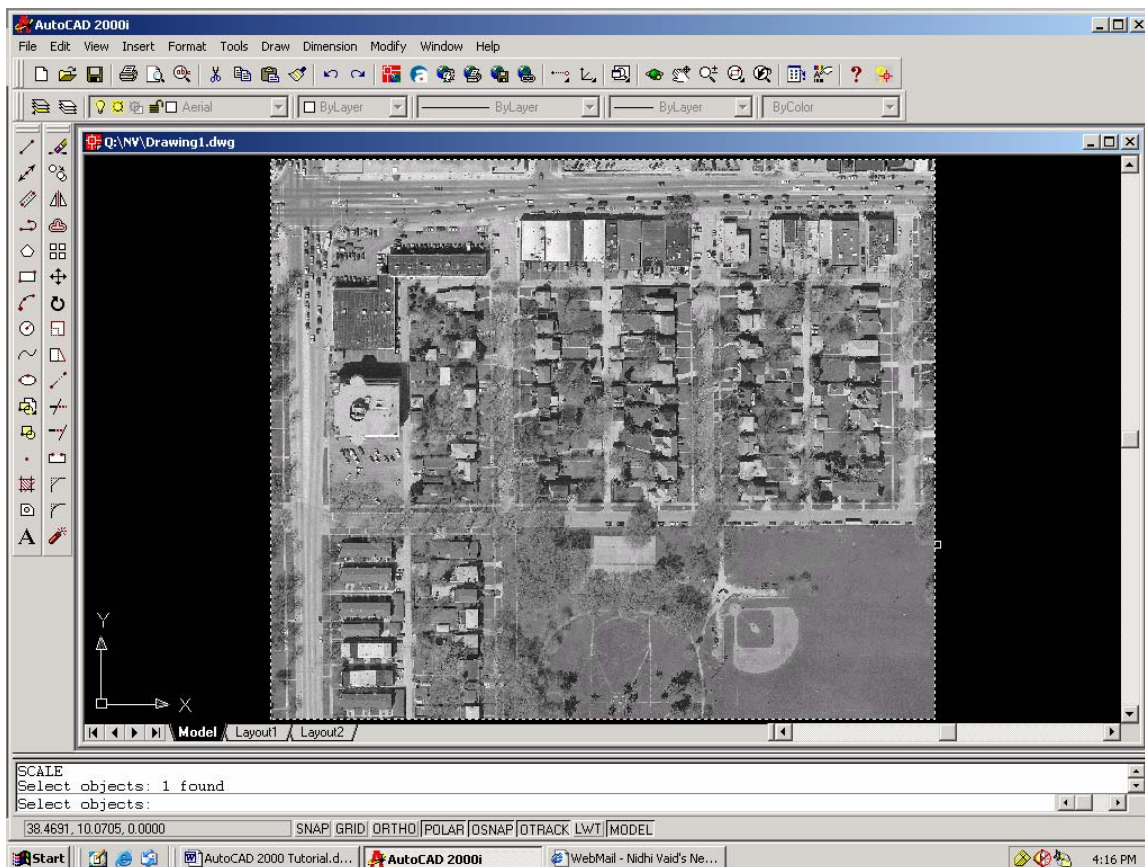 AutoCAD 2000i
File Edit View Insert Format Tools Draw Dimension Modify Window Help
Aerial ByLayer ByLayer ByLayer ByColor
Q:\NV\Drawing1.dwg
Y
X
A
Model Layout1 Layout2
SCALE
Select objects: 1 found
Select objects:
38.4691, 10.0705, 0.0000 SNAP GRID ORTHO POLAR OSNAP OTRACK LWT MODEL
Start AutoCAD 2000 Tutorial.d... AutoCAD 2000i WebMail - Nidhi Vaid's Ne... 4:16 PM